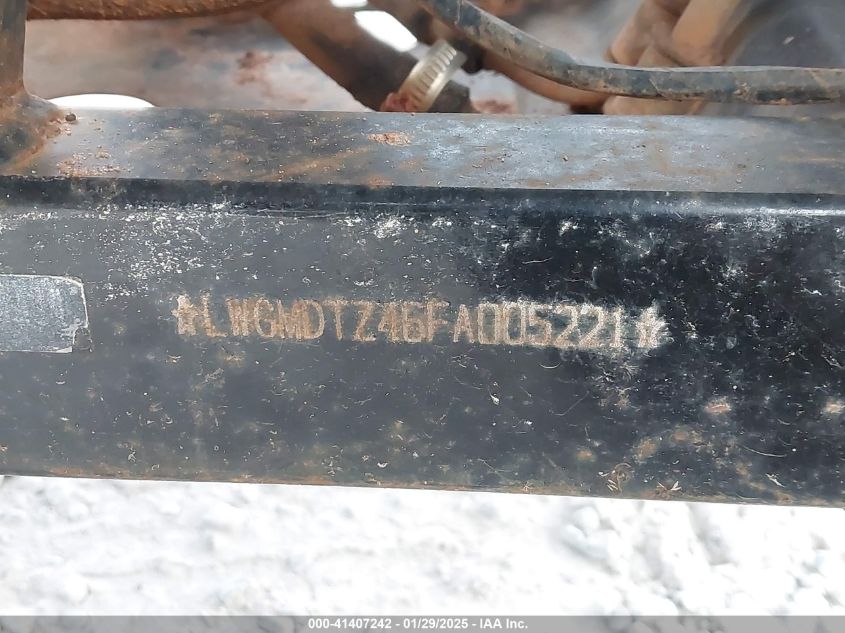 *LWGMDTZ46FA005221*
000-41407242 - 01/29/2025 - IAA Inc.